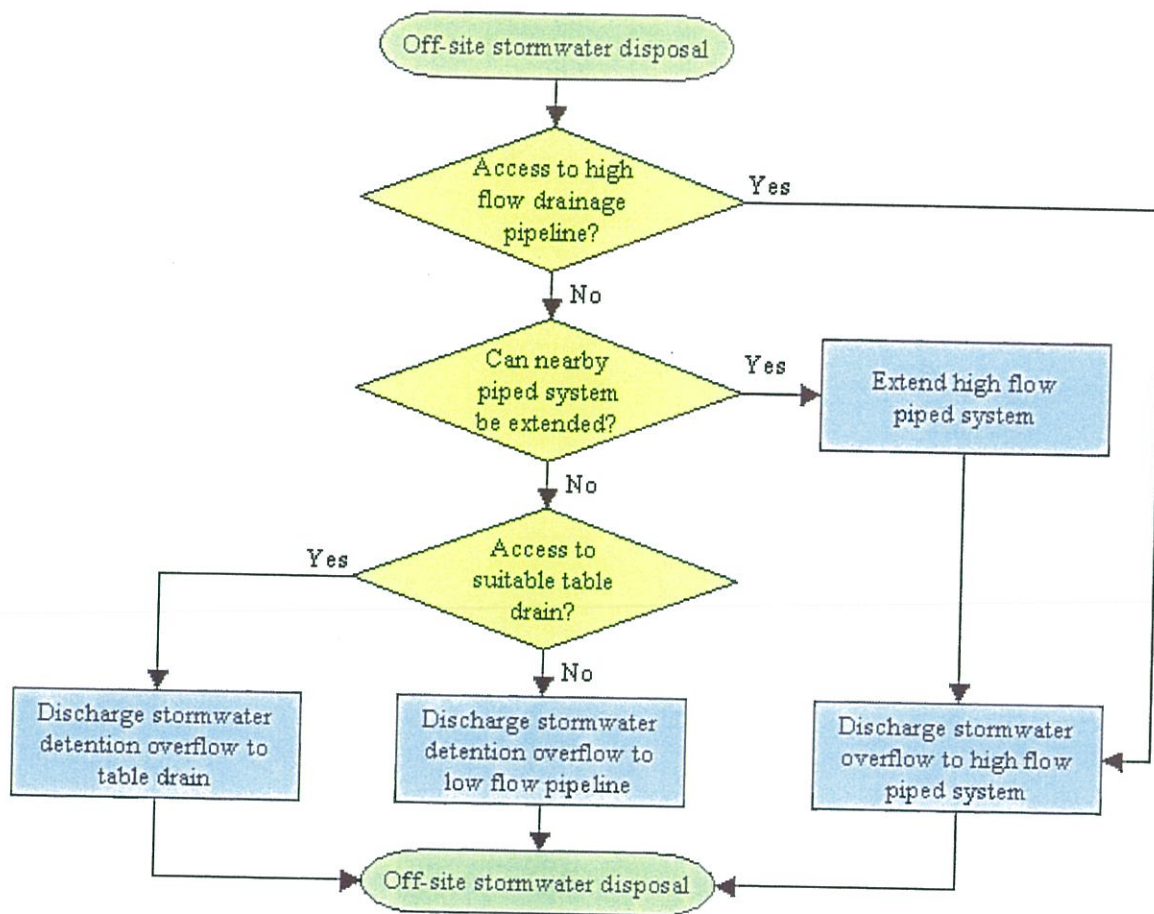 Off-site stormwater disposal
Access to high
flow drainage
pipeline?
Yes
No
Can nearby
piped system
be extended?
Yes
Extend high flow
piped system
No
Access to
suitable table
drain?
Yes
No
Discharge stormwater
detention overflow to
table drain
Discharge stormwater
detention overflow to
low flow pipeline
Discharge stormwater
overflow to high flow
piped system
Off-site stormwater disposal